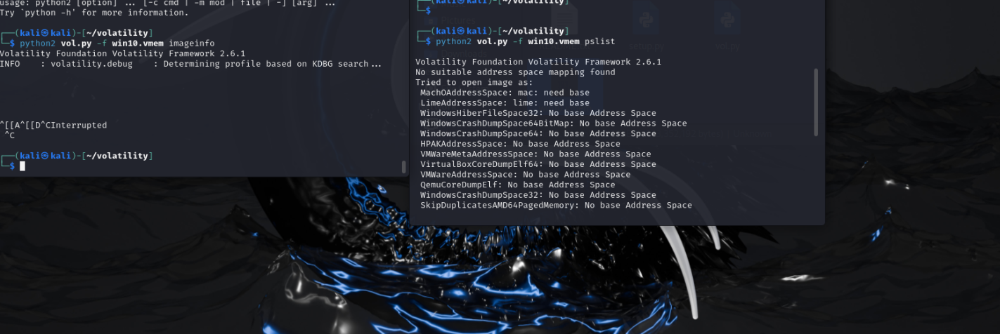 usage: python2 [option] ... [-c cmd | -m mod | file | -] [arg] ...
Try `python -h' for more information.
┌──(kali㉿kali)-[~/volatility]
└─$ python2 vol.py -f win10.vmem imageinfo
Volatility Foundation Volatility Framework 2.6.1
INFO    : volatility.debug    : Determining profile based on KDBG search...
^[[A^[[D^CInterrupted
^C
┌──(kali㉿kali)-[~/volatility]
└─$
┌──(kali㉿kali)-[~/volatility]
└─$
┌──(kali㉿kali)-[~/volatility]
└─$ python2 vol.py -f win10.vmem pslist
Volatility Foundation Volatility Framework 2.6.1
No suitable address space mapping found
Tried to open image as:
MachOAddressSpace: mac: need base
LimeAddressSpace: lime: need base
WindowsHiberFileSpace32: No base Address Space
WindowsCrashDumpSpace64BitMap: No base Address Space
WindowsCrashDumpSpace64: No base Address Space
HPAKAddressSpace: No base Address Space
VMWareMetaAddressSpace: No base Address Space
VirtualBoxCoreDumpElf64: No base Address Space
VMWareAddressSpace: No base Address Space
QemuCoreDumpElf: No base Address Space
WindowsCrashDumpSpace32: No base Address Space
SkipDuplicatesAMD64PagedMemory: No base Address Space